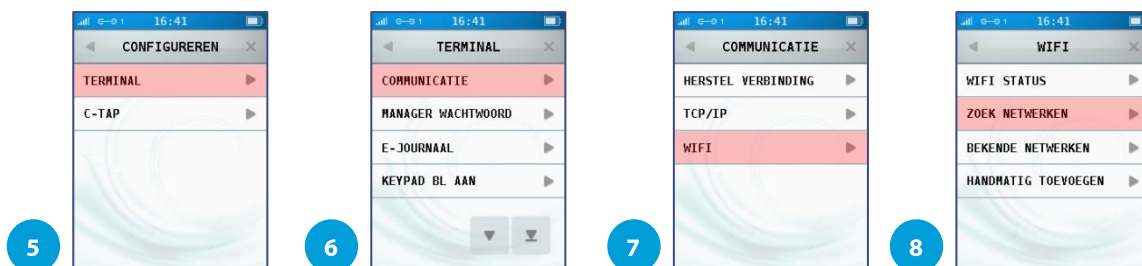 16:41
CONFIGUREREN
TERMINAL
C-TAP
5
16:41
TERMINAL
COMMUNICATIE
MANAGER WACHTWOORD
E-JOURNAAL
KEYPAD BL AAN
6
16:41
COMMUNICATIE
HERSTEL VERBINDING
TCP/IP
WIFI
7
16:41
WIFI
WIFI STATUS
ZOEK NETWERKEN
BEKENDE NETWERKEN
HANDMATIG TOEVOEGEN
8